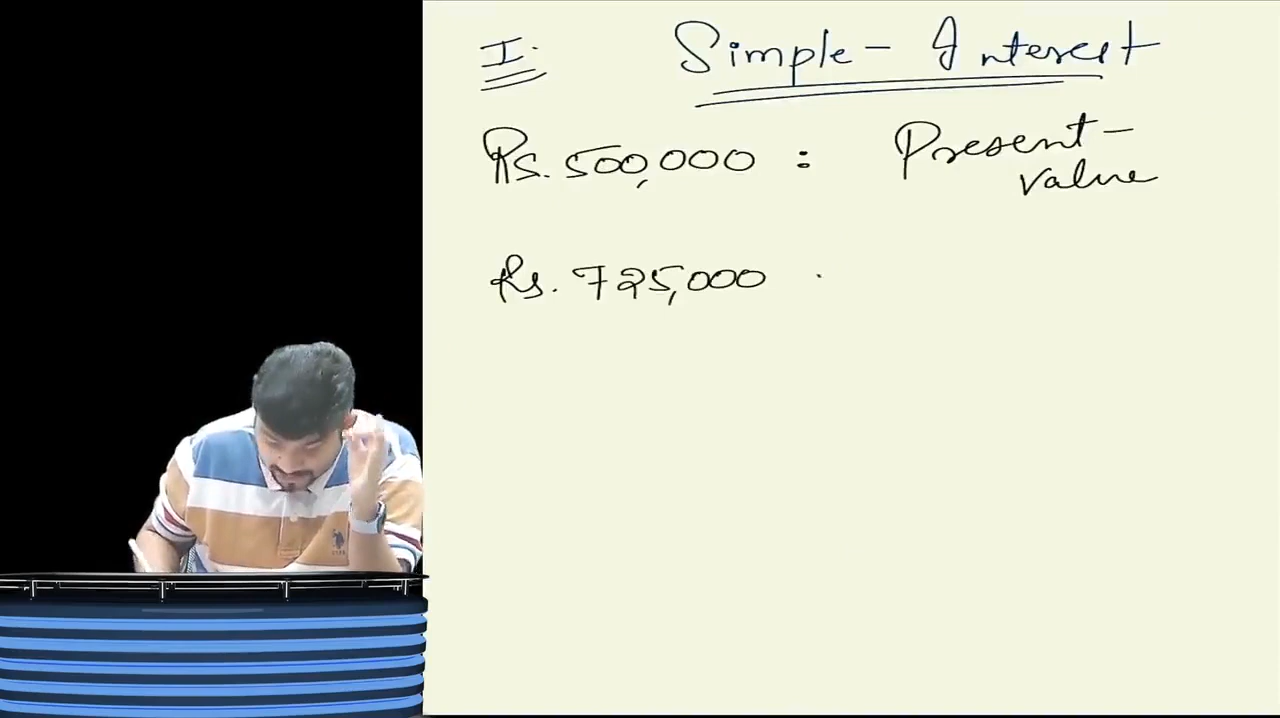 I. Simple-Interest
Rs. 500,000 : Present-
value
Rs. 725,000